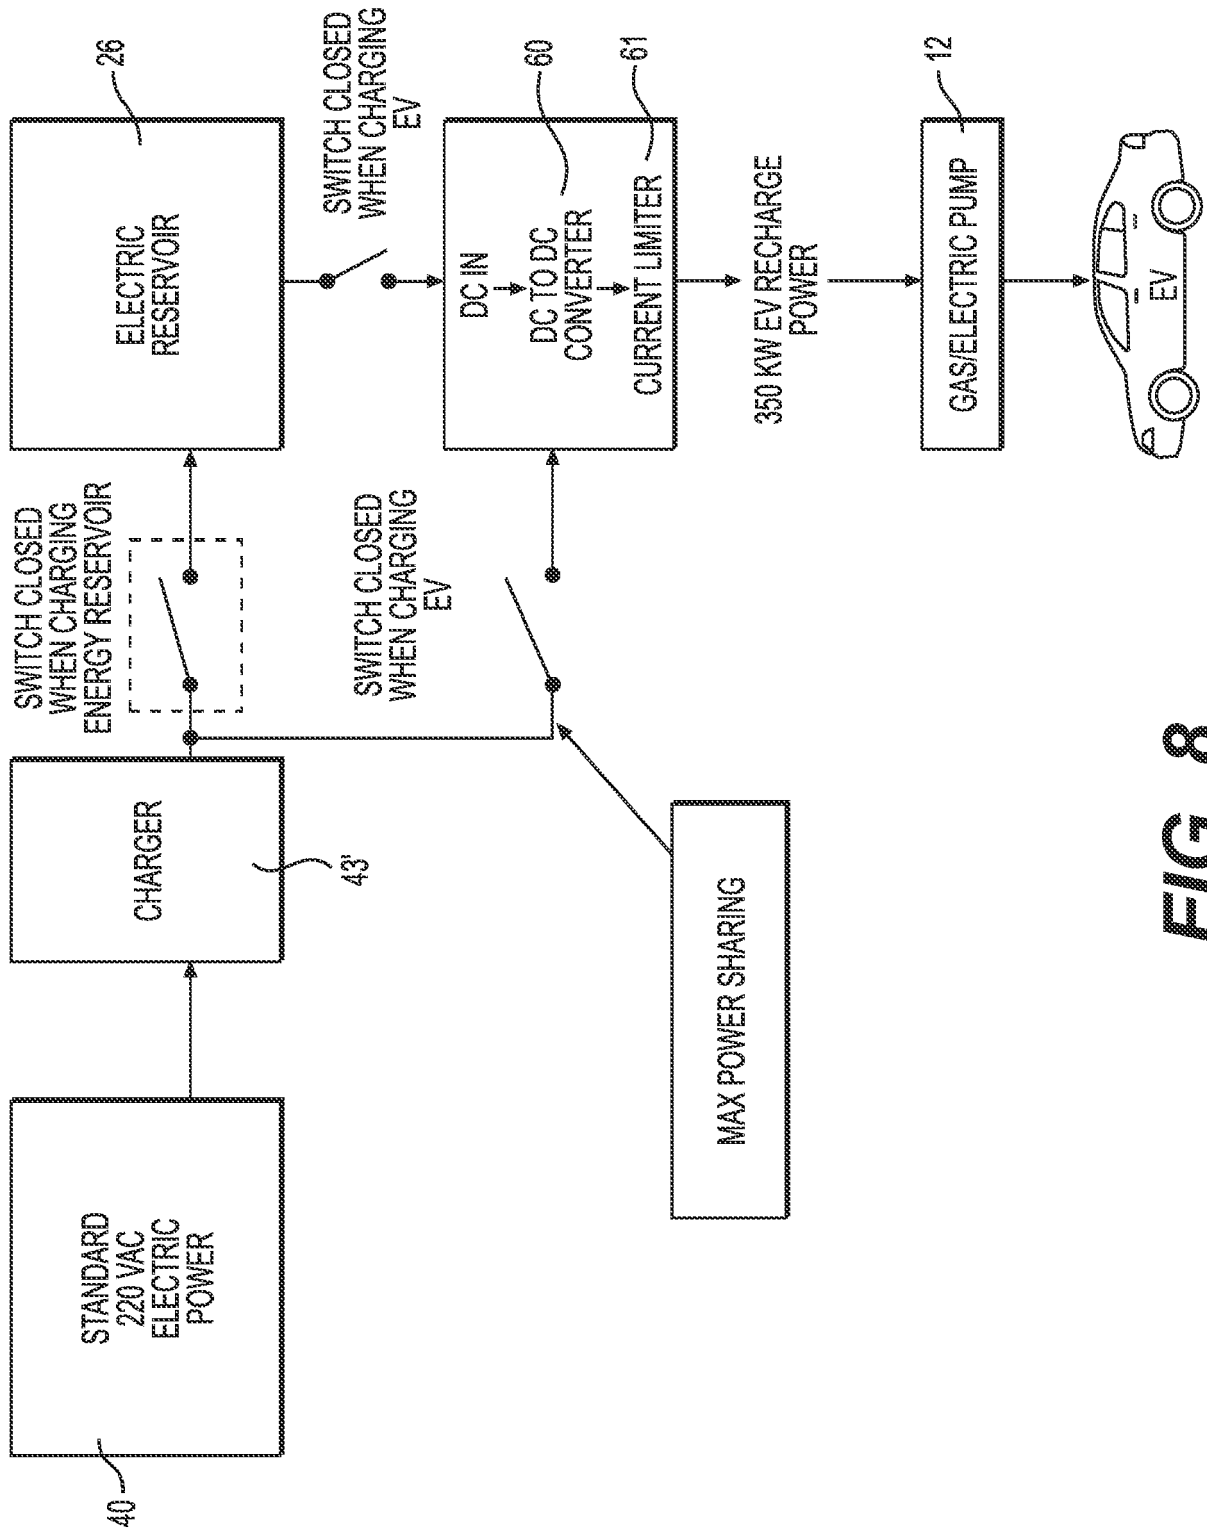 40
STANDARD
220 VAC
ELECTRIC
POWER
CHARGER
43'
SWITCH CLOSED
WHEN CHARGING
ENERGY RESERVOIR
ELECTRIC
RESERVOIR
26
SWITCH CLOSED
WHEN CHARGING
EV
SWITCH CLOSED
WHEN CHARGING
EV
DC IN
DC TO DC
CONVERTER
CURRENT LIMITER
60
61
MAX POWER SHARING
350 KW EV RECHARGE
POWER
GAS/ELECTRIC PUMP
12
EV
FIG 8